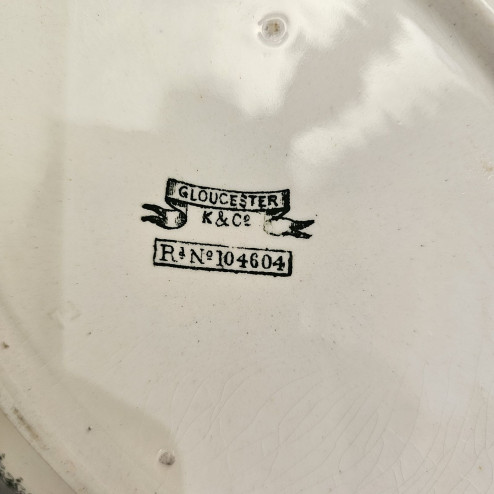 GLOUCESTER
K & Cº
Rd Nº 104604